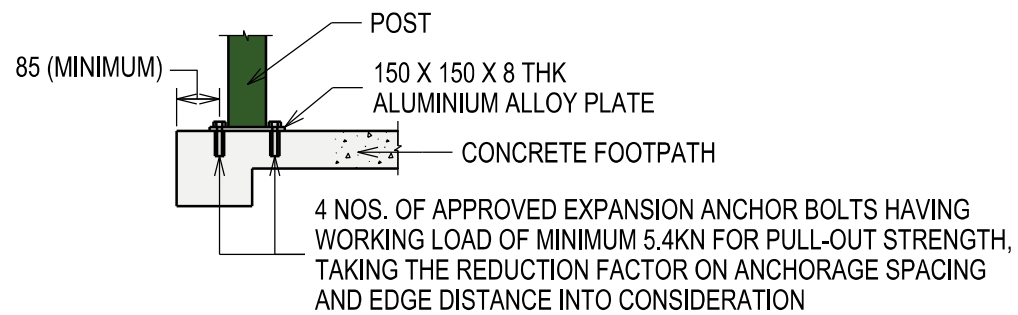 POST
85 (MINIMUM)
150 X 150 X 8 THK
ALUMINIUM ALLOY PLATE
CONCRETE FOOTPATH
4 NOS. OF APPROVED EXPANSION ANCHOR BOLTS HAVING
WORKING LOAD OF MINIMUM 5.4KN FOR PULL-OUT STRENGTH,
TAKING THE REDUCTION FACTOR ON ANCHORAGE SPACING
AND EDGE DISTANCE INTO CONSIDERATION